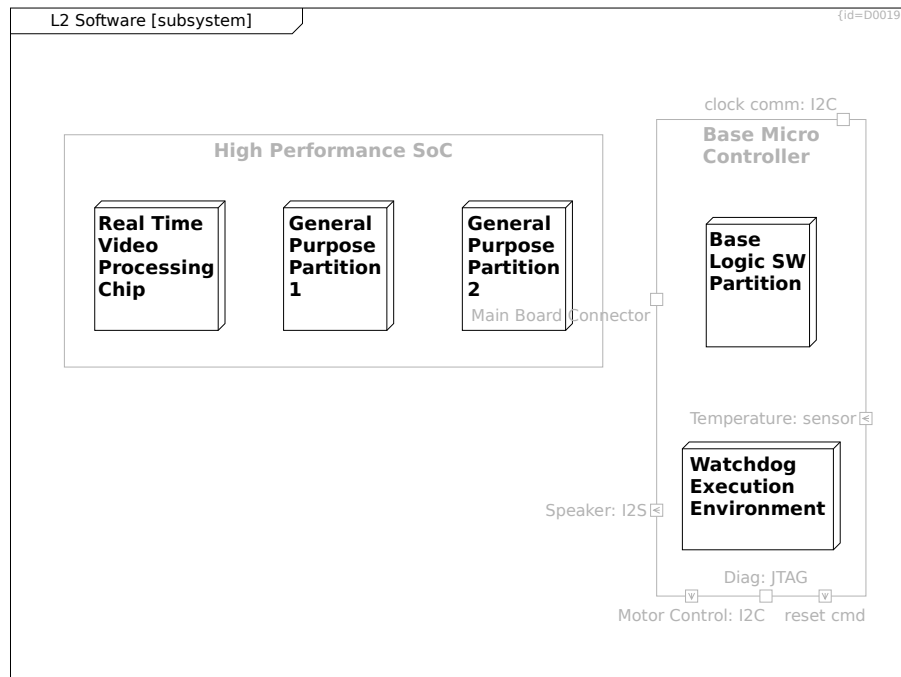 L2 Software [subsystem]
{id=D0019
clock comm: I2C
High Performance SoC
Base Micro
Controller
Real Time
Video
Processing
Chip
General
Purpose
Partition
1
General
Purpose
Partition
2
Base
Logic SW
Partition
Main Board Connector
Temperature: sensor
Watchdog
Execution
Environment
Speaker: I2S
Diag: JTAG
Motor Control: I2C
reset cmd